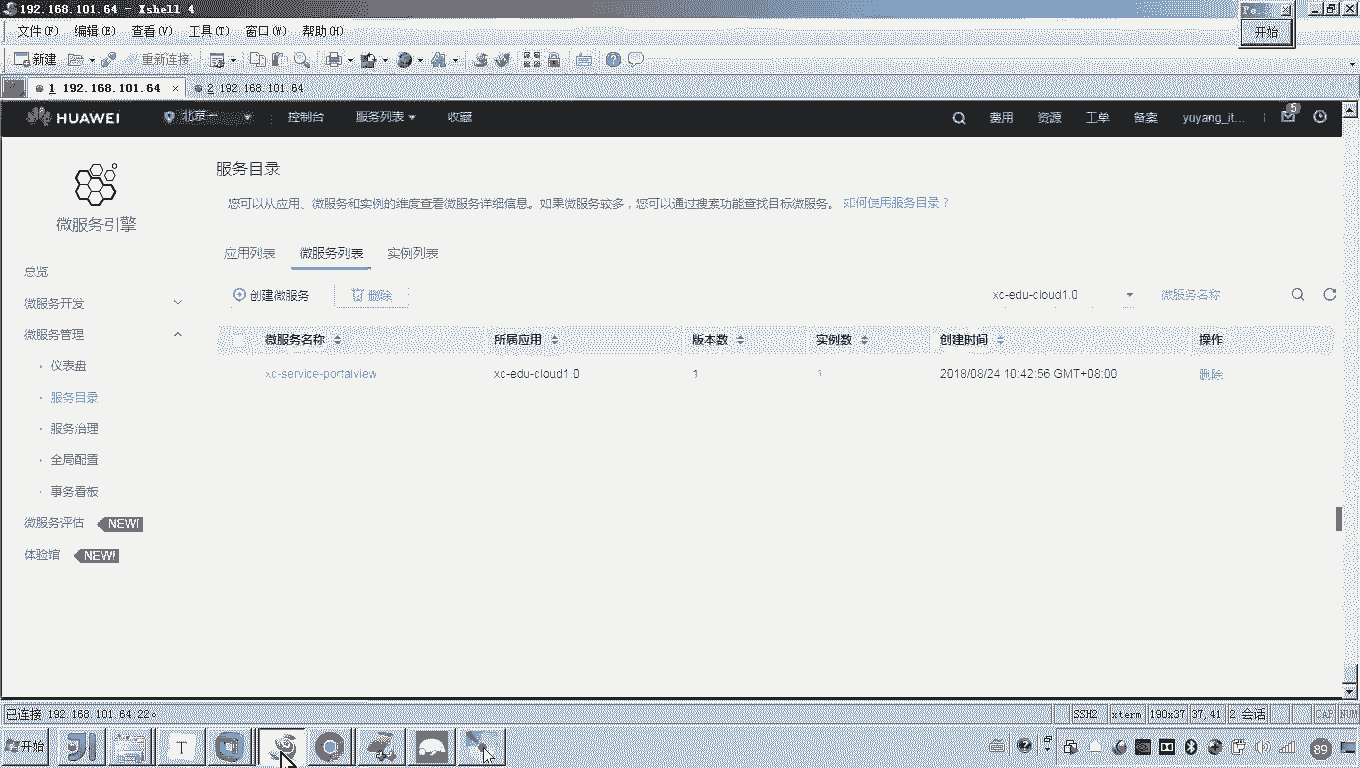 192.168.101.64 - Xshell 4
文件(F) 编辑(E) 查看(V) 工具(T) 窗口(W) 帮助(H)
开始
新建 重新连接
1 192.168.101.64 × 2 192.168.101.64
HUAWEI 北京一 控制台 服务列表 收藏 费用 资源 工单 备案 yuyang_it... 5
服务目录
您可以从应用、微服务和实例的维度查看微服务详细信息。如果微服务较多，您可以通过搜索功能查找目标微服务。 如何使用服务目录？
微服务引擎
应用列表 微服务列表 实例列表
总览
创建微服务 删除 xc-edu-cloud1.0 微服务名称
微服务开发
微服务管理
微服务名称 所属应用 版本数 实例数 创建时间 操作
xc-service-portalview xc-edu-cloud1.0 1 1 2018/08/24 10:42:56 GMT+08:00 删除
仪表盘
服务目录
服务治理
全局配置
事务看板
微服务评估 NEW!
体验馆 NEW!
已连接 192.168.101.64:22。 SSH2 xterm 190x37 37,41 2 会话 CAP NUM
开始 T 89